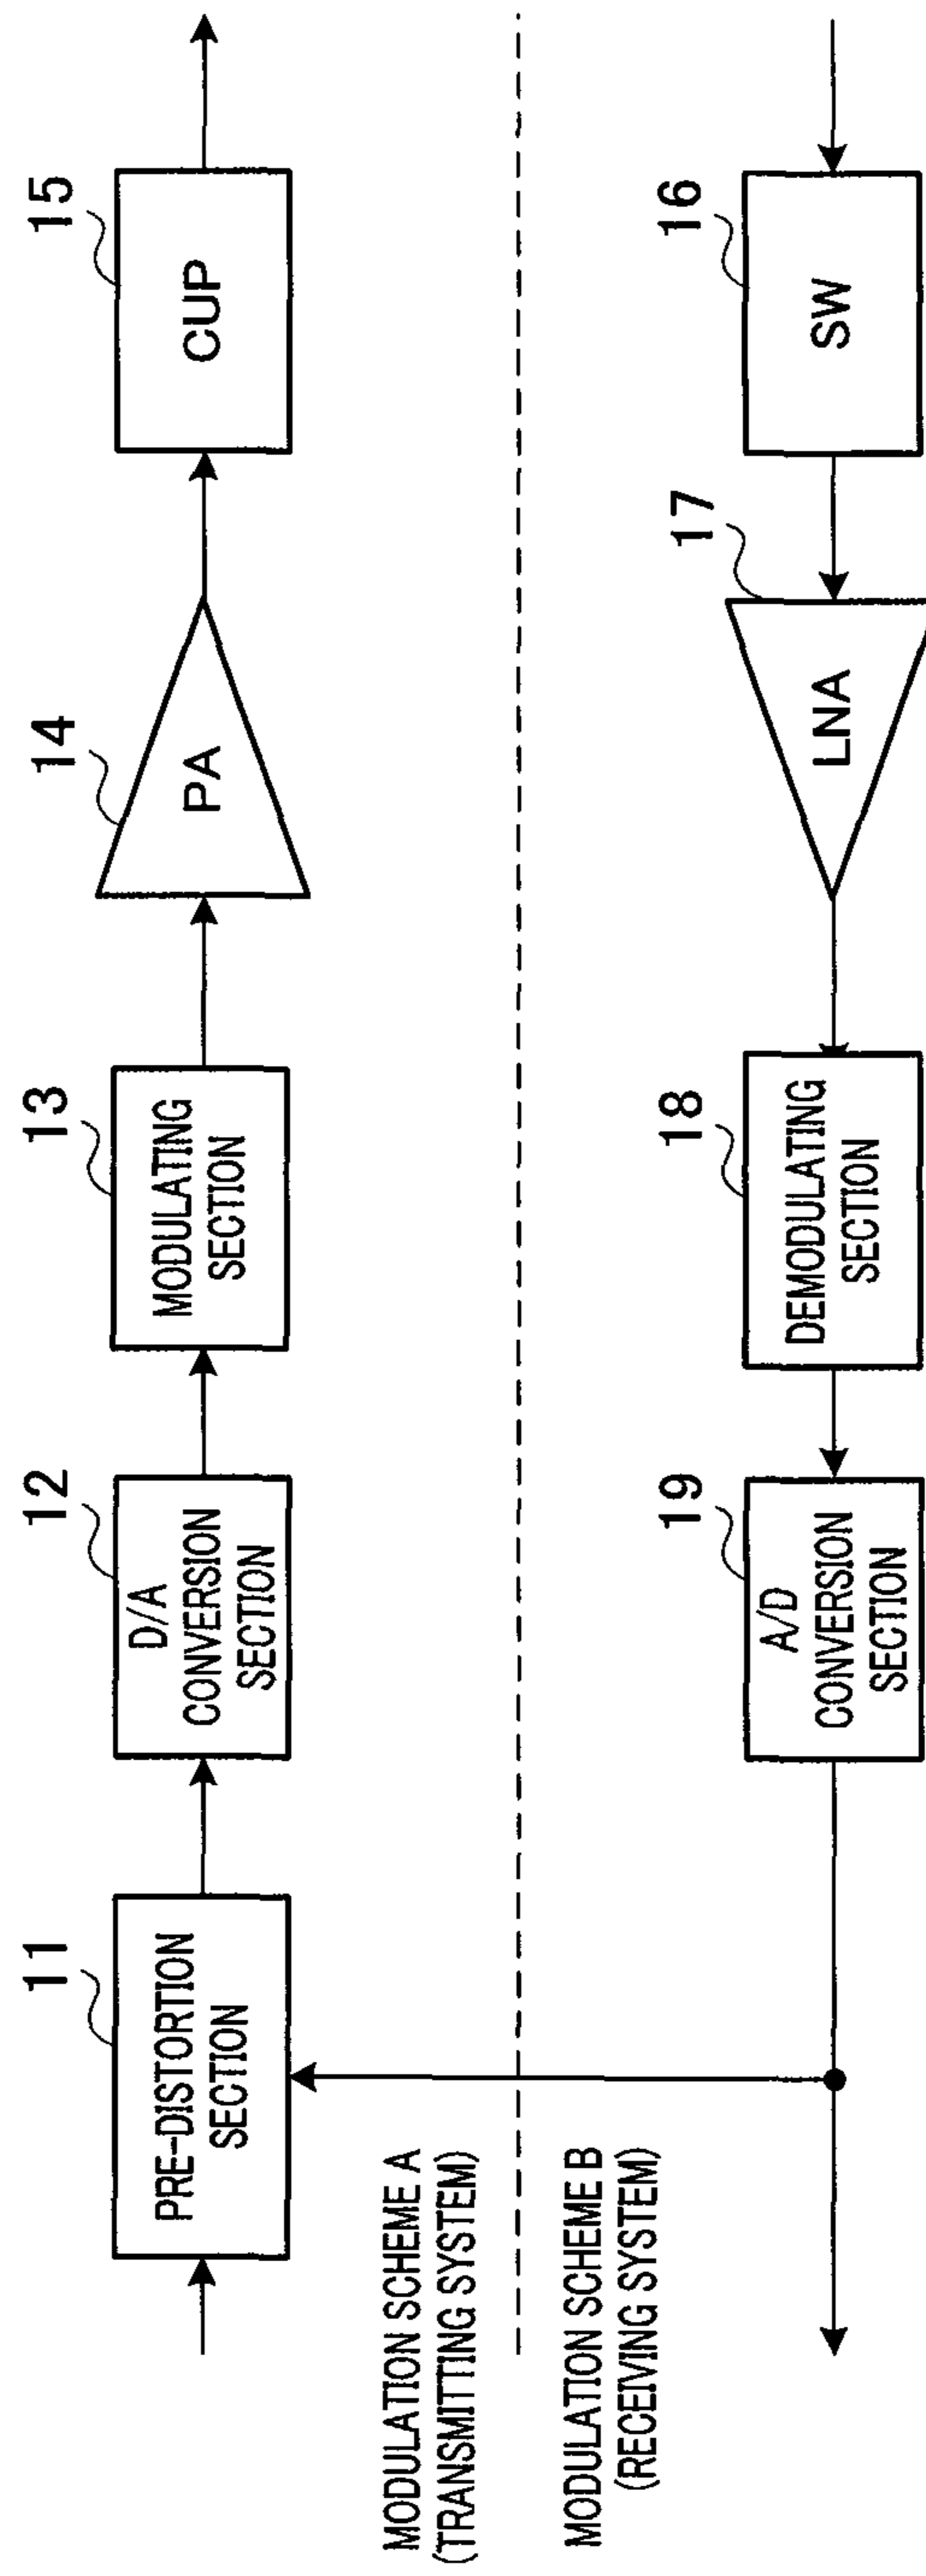 11
PRE-DISTORTION
SECTION
12
D/A
CONVERSION
SECTION
13
MODULATING
SECTION
14
PA
15
CUP
MODULATION SCHEME A
(TRANSMITTING SYSTEM)
MODULATION SCHEME B
(RECEIVING SYSTEM)
19
A/D
CONVERSION
SECTION
18
DEMODULATING
SECTION
17
LNA
16
SW